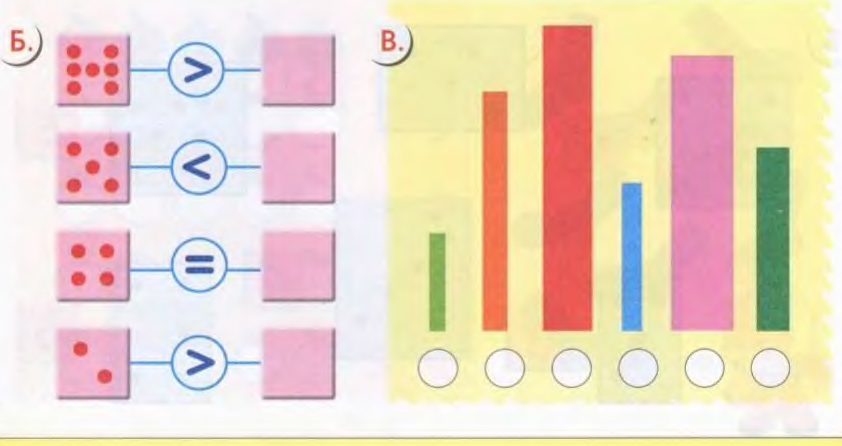 Б.
>
<
=
>
В.